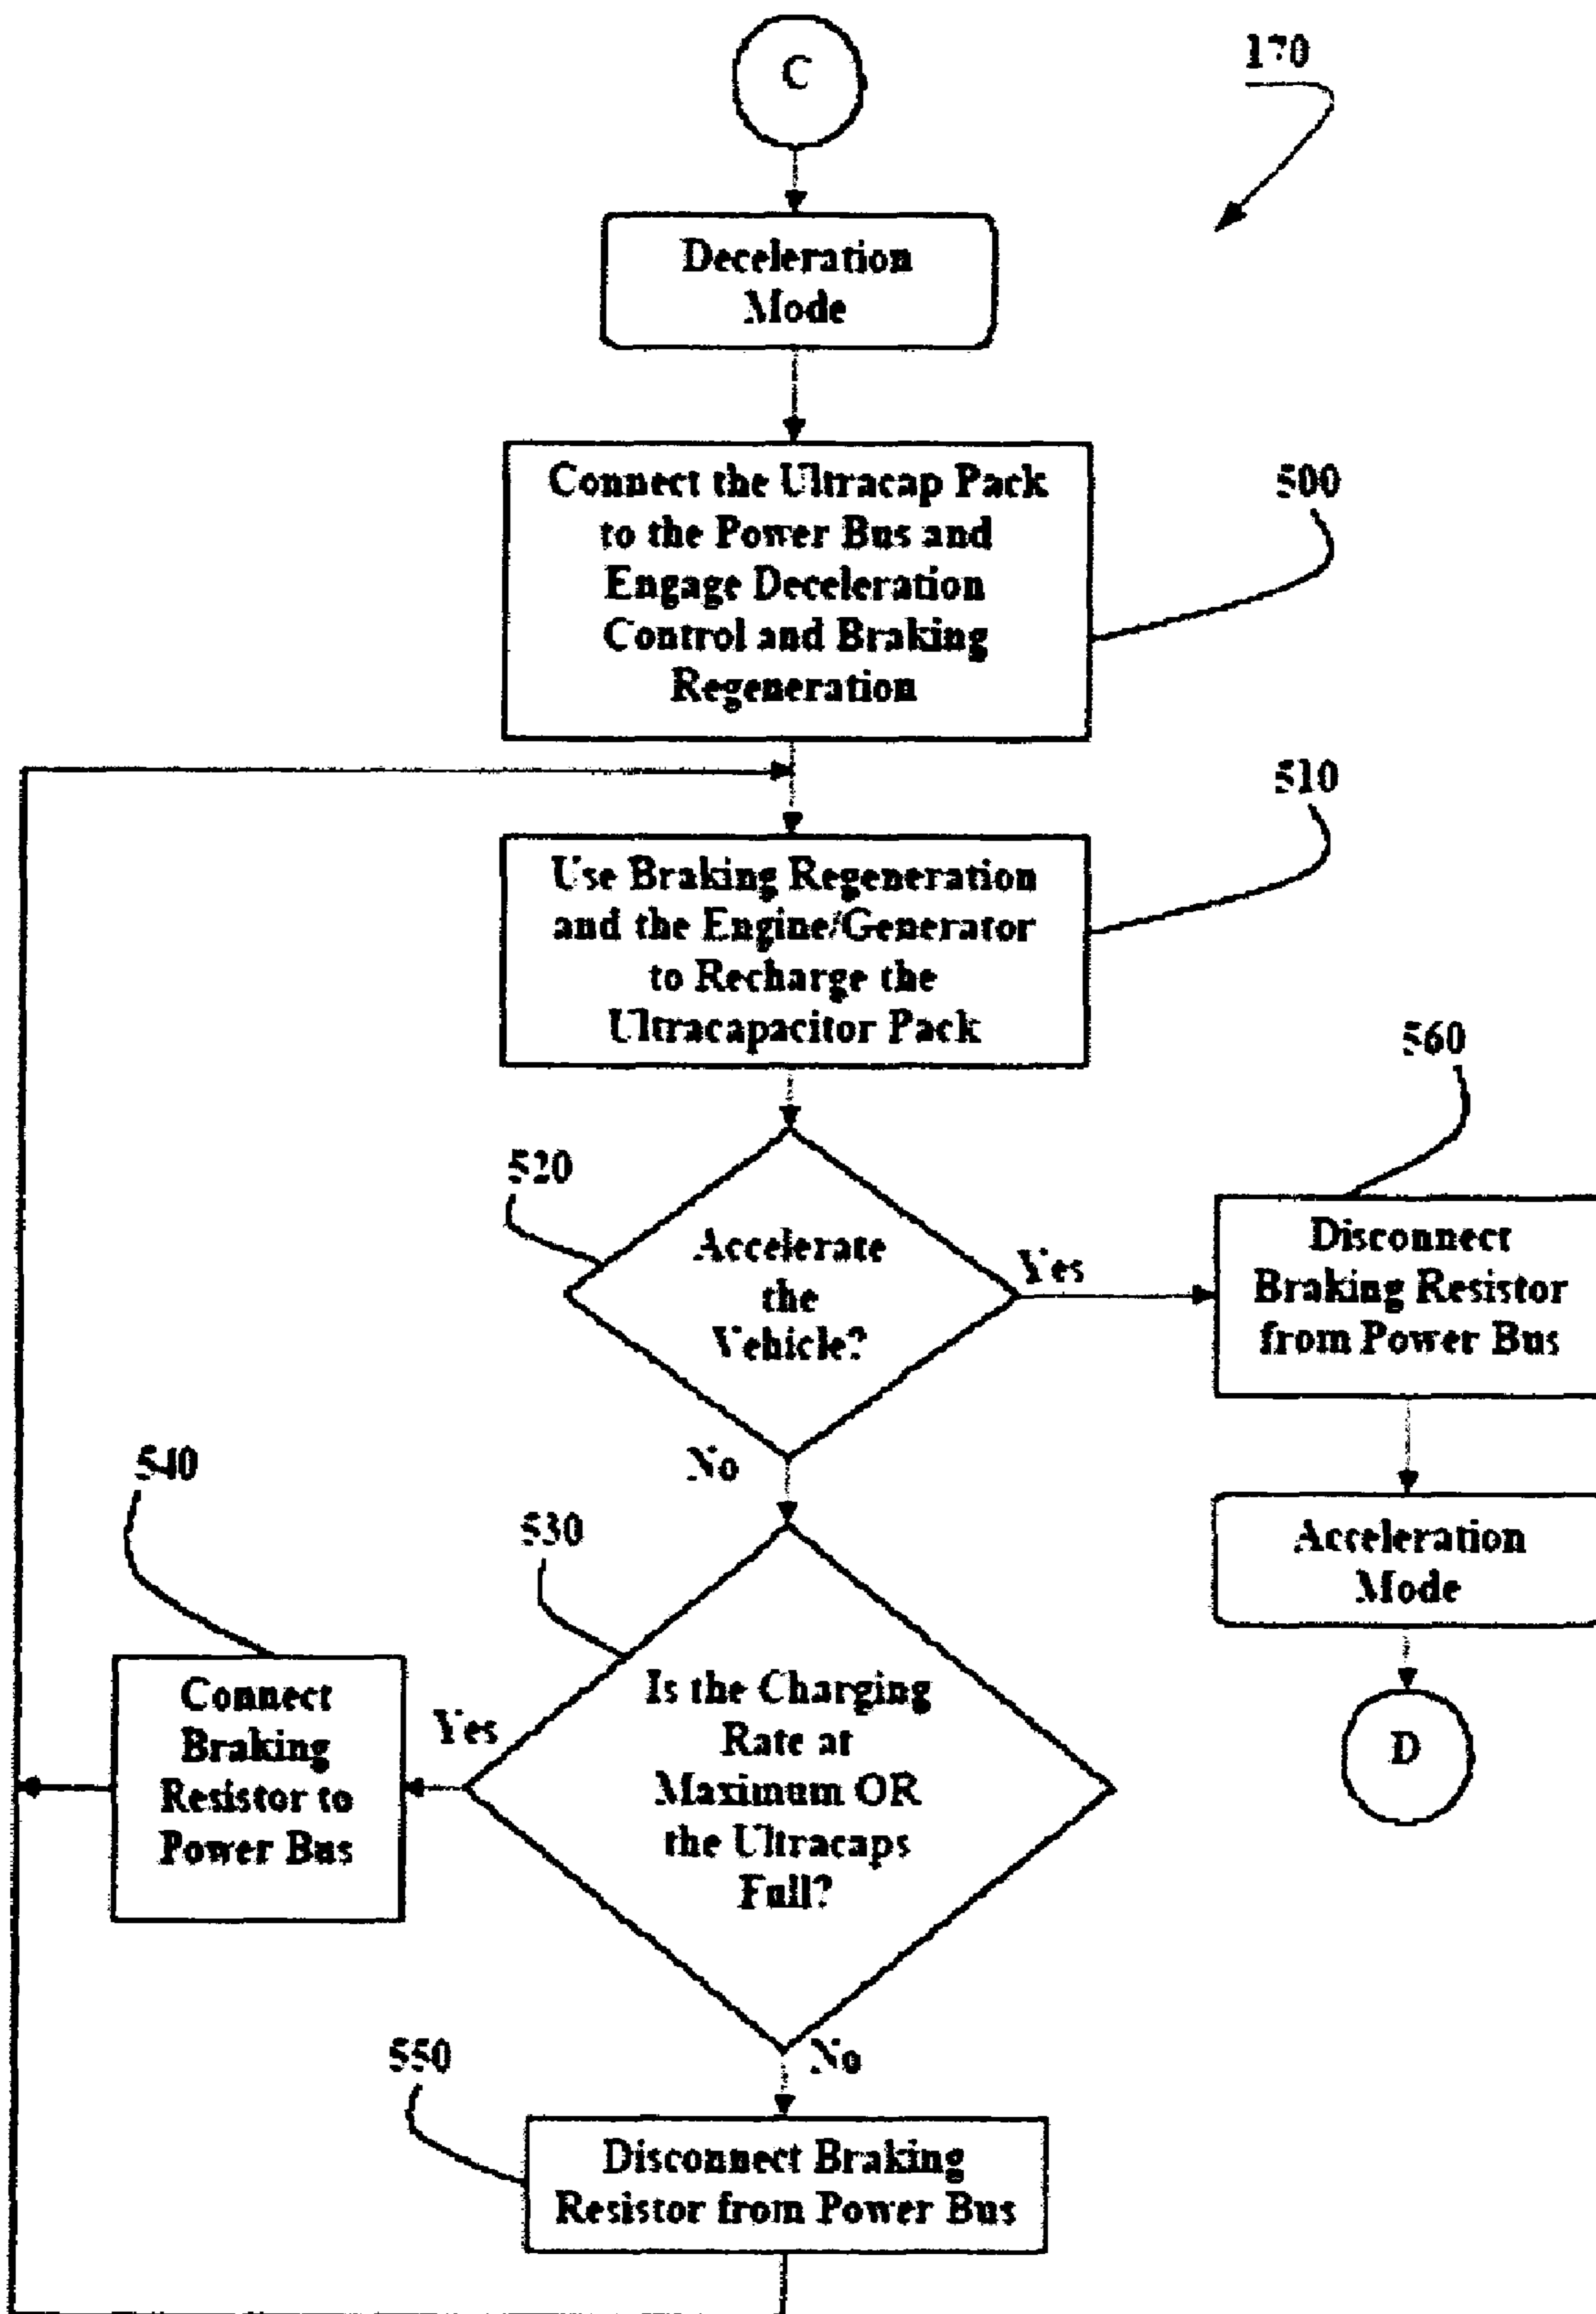 C
170
Deceleration
Mode
Connect the Ultracap Pack
to the Power Bus and
Engage Deceleration
Control and Braking
Regeneration
500
510
Use Braking Regeneration
and the Engine/Generator
to Recharge the
Ultracapacitor Pack
560
520
Accelerate
the
Vehicle?
Yes
Disconnect
Braking Resistor
from Power Bus
No
540
530
Acceleration
Mode
Connect
Braking
Resistor to
Power Bus
Yes
Is the Charging
Rate at
Maximum OR
the Ultracaps
Full?
D
No
550
Disconnect Braking
Resistor from Power Bus